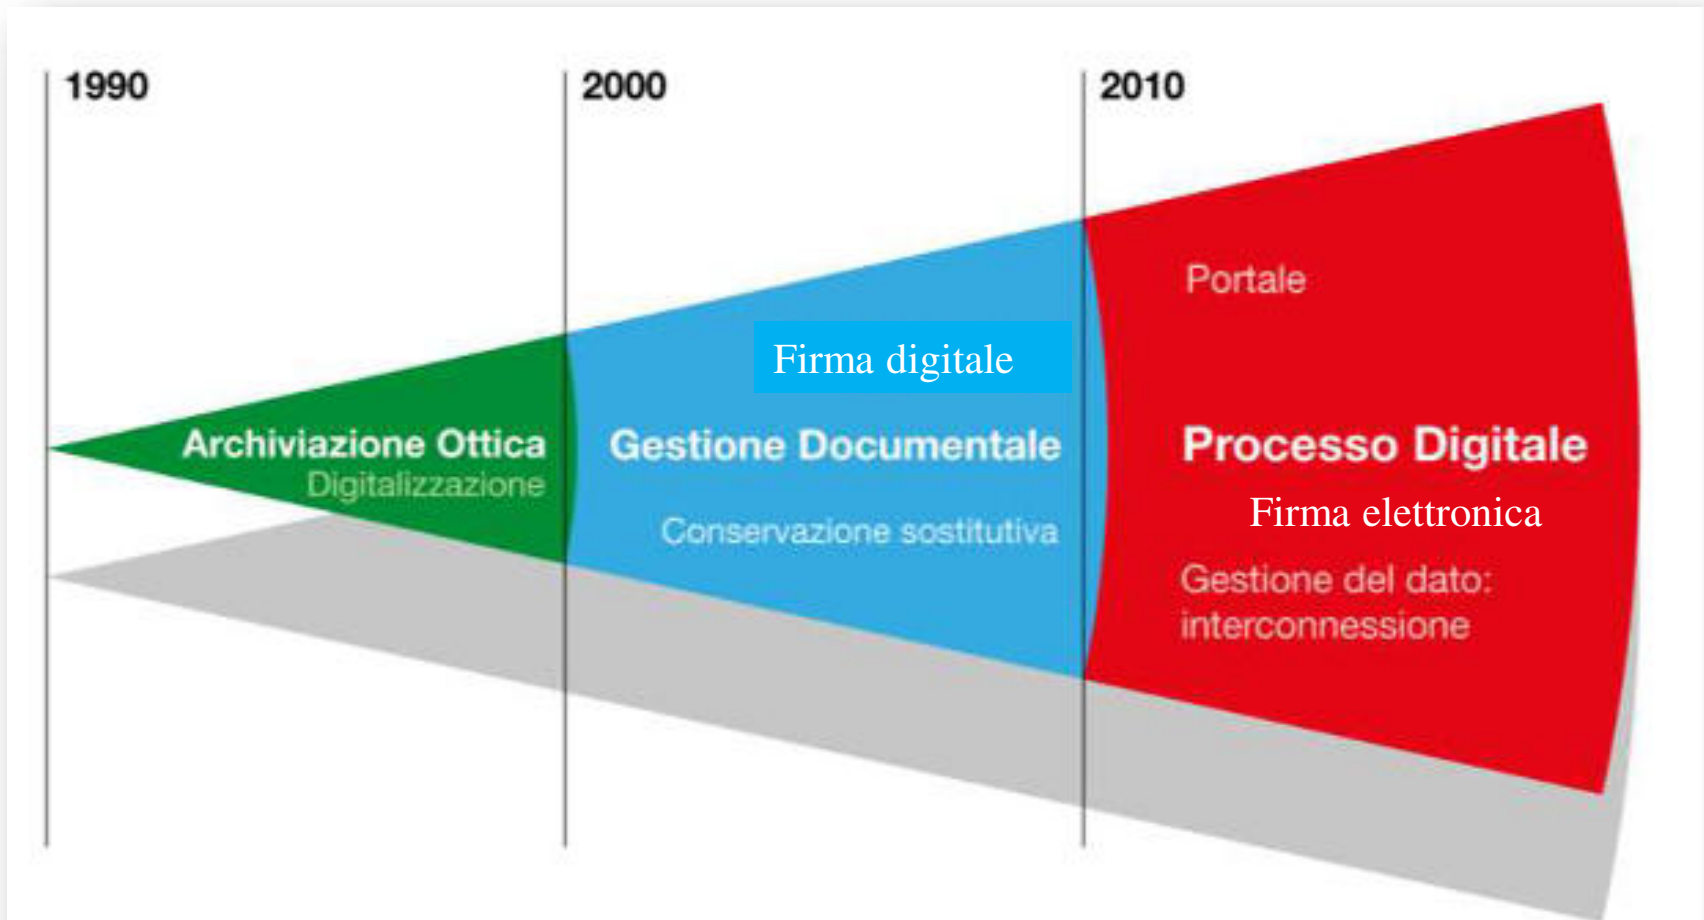 1990
2000
2010
Archiviazione Ottica
Digitalizzazione
Firma digitale
Gestione Documentale
Conservazione sostitutiva
Portale
Processo Digitale
Firma elettronica
Gestione del dato:
interconnessione